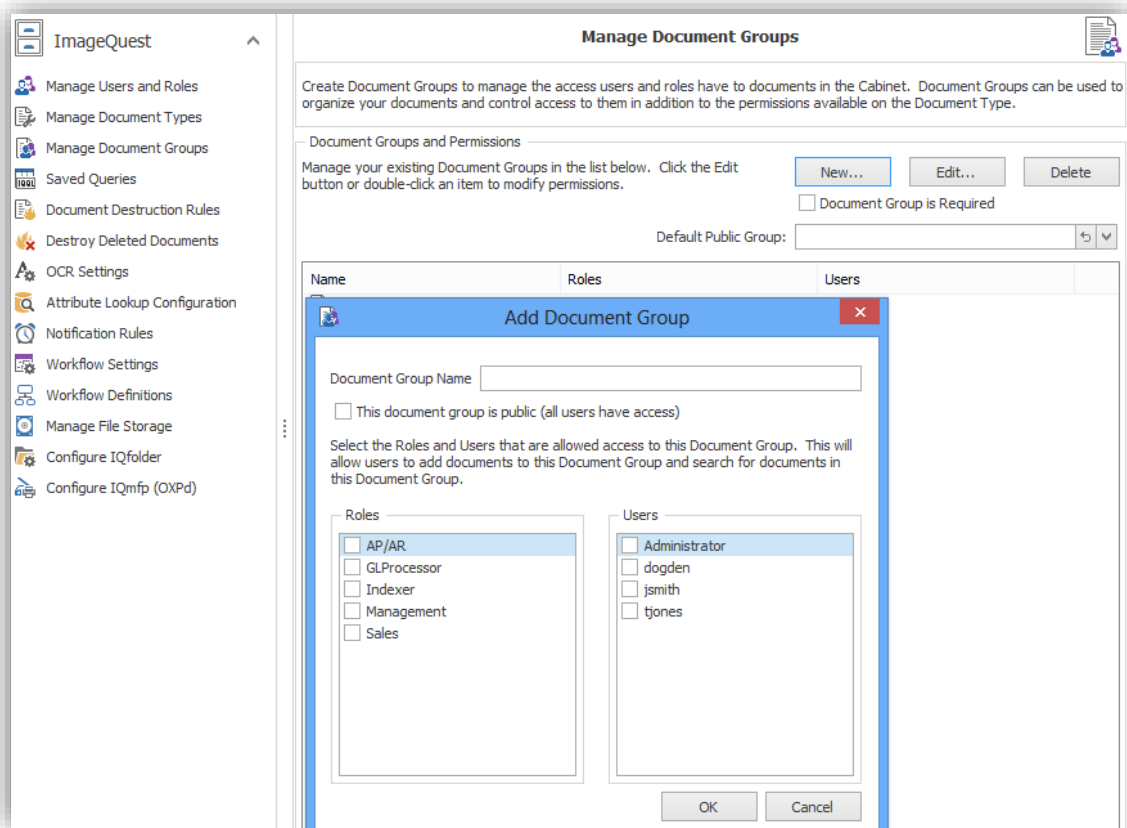 ImageQuest
Manage Users and Roles
Manage Document Types
Manage Document Groups
Saved Queries
Document Destruction Rules
Destroy Deleted Documents
OCR Settings
Attribute Lookup Configuration
Notification Rules
Workflow Settings
Workflow Definitions
Manage File Storage
Configure IQfolder
Configure IQmfp (OXPd)
Manage Document Groups
Create Document Groups to manage the access users and roles have to documents in the Cabinet. Document Groups can be used to
organize your documents and control access to them in addition to the permissions available on the Document Type.
Document Groups and Permissions
Manage your existing Document Groups in the list below. Click the Edit
button or double-click an item to modify permissions.
New... Edit... Delete
Document Group is Required
Default Public Group:
Name Roles Users
Add Document Group
Document Group Name
This document group is public (all users have access)
Select the Roles and Users that are allowed access to this Document Group. This will
allow users to add documents to this Document Group and search for documents in
this Document Group.
Roles
AP/AR
GLProcessor
Indexer
Management
Sales
Users
Administrator
dogden
jsmith
tjones
OK Cancel